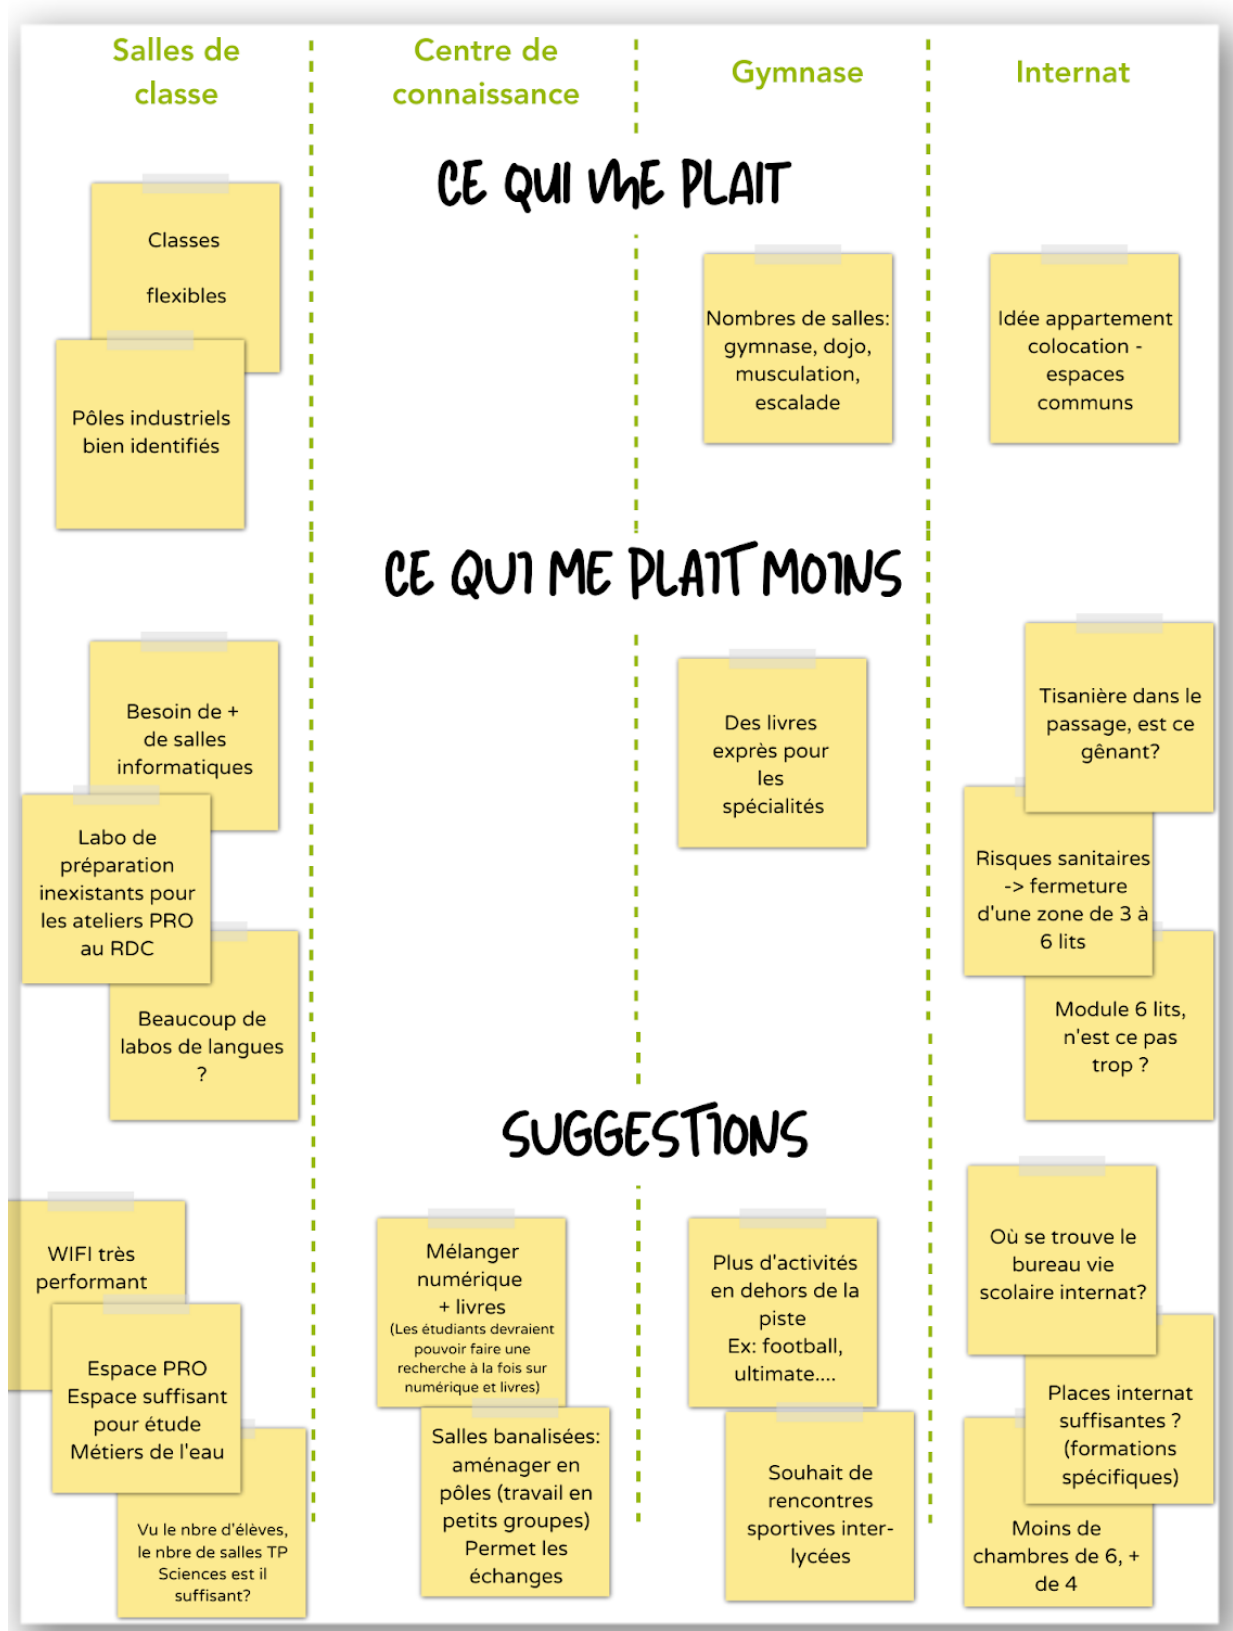 Salles de
classe
Centre de
connaissance
Gymnase
Internat
CE QUI ME PLAIT
Classes
flexibles
Pôles industriels
bien identifiés
Nombres de salles:
gymnase, dojo,
musculation,
escalade
Idée appartement
colocation -
espaces
communs
CE QUI ME PLAIT MOINS
Besoin de +
de salles
informatiques
Labo de
préparation
inexistants pour
les ateliers PRO
au RDC
Beaucoup de
labos de langues
?
Des livres
exprès pour
les
spécialités
Tisanière dans le
passage, est ce
gênant?
Risques sanitaires
-> fermeture
d'une zone de 3 à
6 lits
Module 6 lits,
n'est ce pas
trop ?
SUGGESTIONS
WIFI très
performant
Espace PRO
Espace suffisant
pour étude
Métiers de l'eau
Vu le nbre d'élèves,
le nbre de salles TP
Sciences est il
suffisant?
Mélanger
numérique
+ livres
(Les étudiants devraient
pouvoir faire une
recherche à la fois sur
numérique et livres)
Salles banalisées:
aménager en
pôles (travail en
petits groupes)
Permet les
échanges
Plus d'activités
en dehors de la
piste
Ex: football,
ultimate....
Souhait de
rencontres
sportives inter-
lycées
Où se trouve le
bureau vie
scolaire internat?
Places internat
suffisantes ?
(formations
spécifiques)
Moins de
chambres de 6, +
de 4